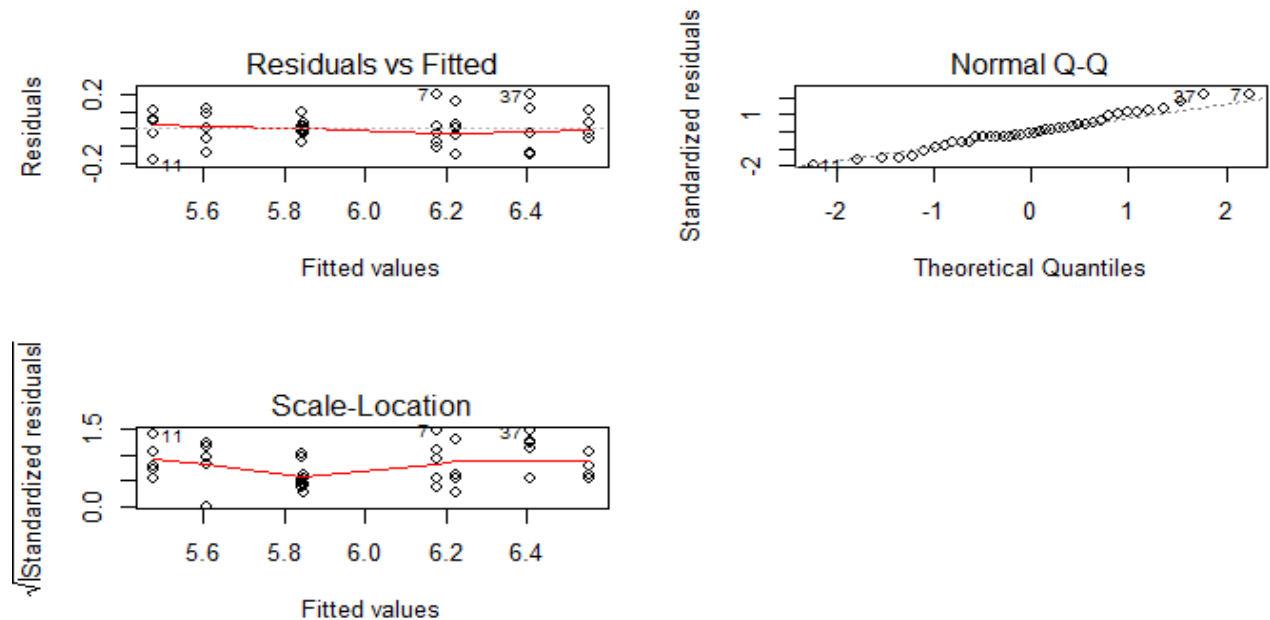 Residuals vs Fitted
Residuals
0.2
-0.2
7
37
11
5.6 5.8 6.0 6.2 6.4
Fitted values
Normal Q-Q
Standardized residuals
1
-2
37
7
11
-2 -1 0 1 2
Theoretical Quantiles
Scale-Location
√|Standardized residuals|
1.5
0.0
11
7
37
5.6 5.8 6.0 6.2 6.4
Fitted values